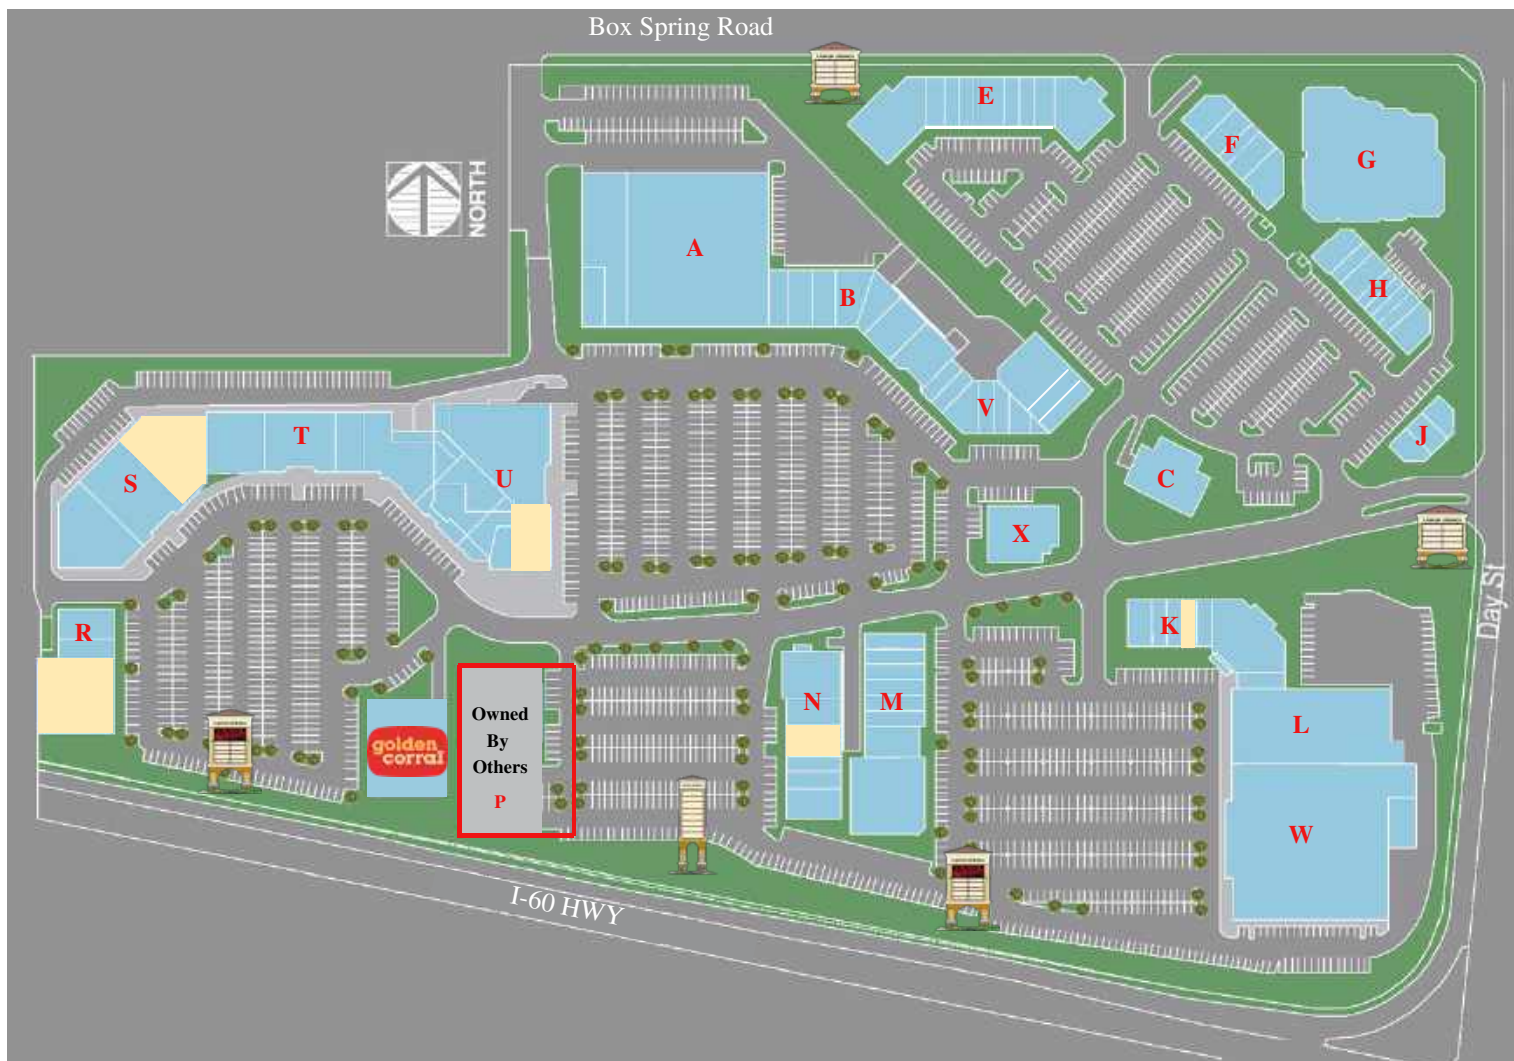 Box Spring Road
E
F
G
NORTH
A
B
H
V
J
T
S
U
C
X
Day St
R
K
N
M
L
Owned
By
Others
P
golden
corral
W
I-60 HWY